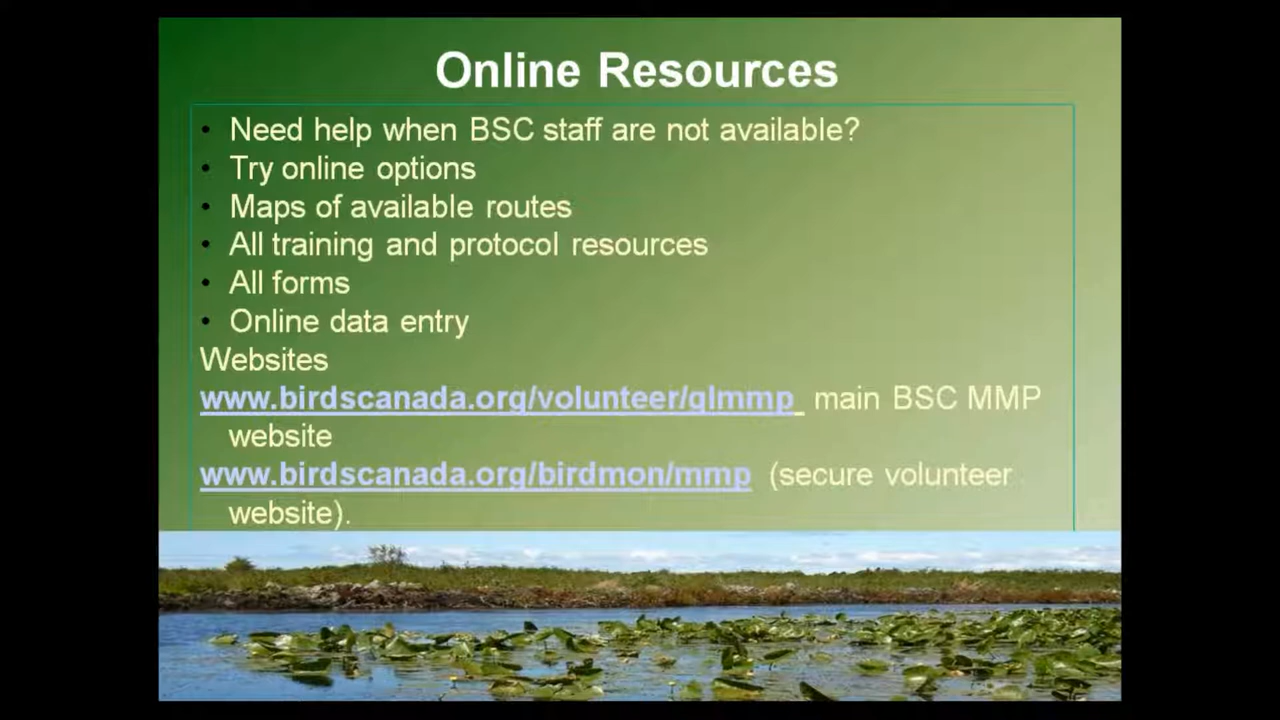 Online Resources
• Need help when BSC staff are not available?
• Try online options
• Maps of available routes
• All training and protocol resources
• All forms
• Online data entry
Websites
www.birdscanada.org/volunteer/glmmp main BSC MMP
website
www.birdscanada.org/birdmon/mmp (secure volunteer
website).